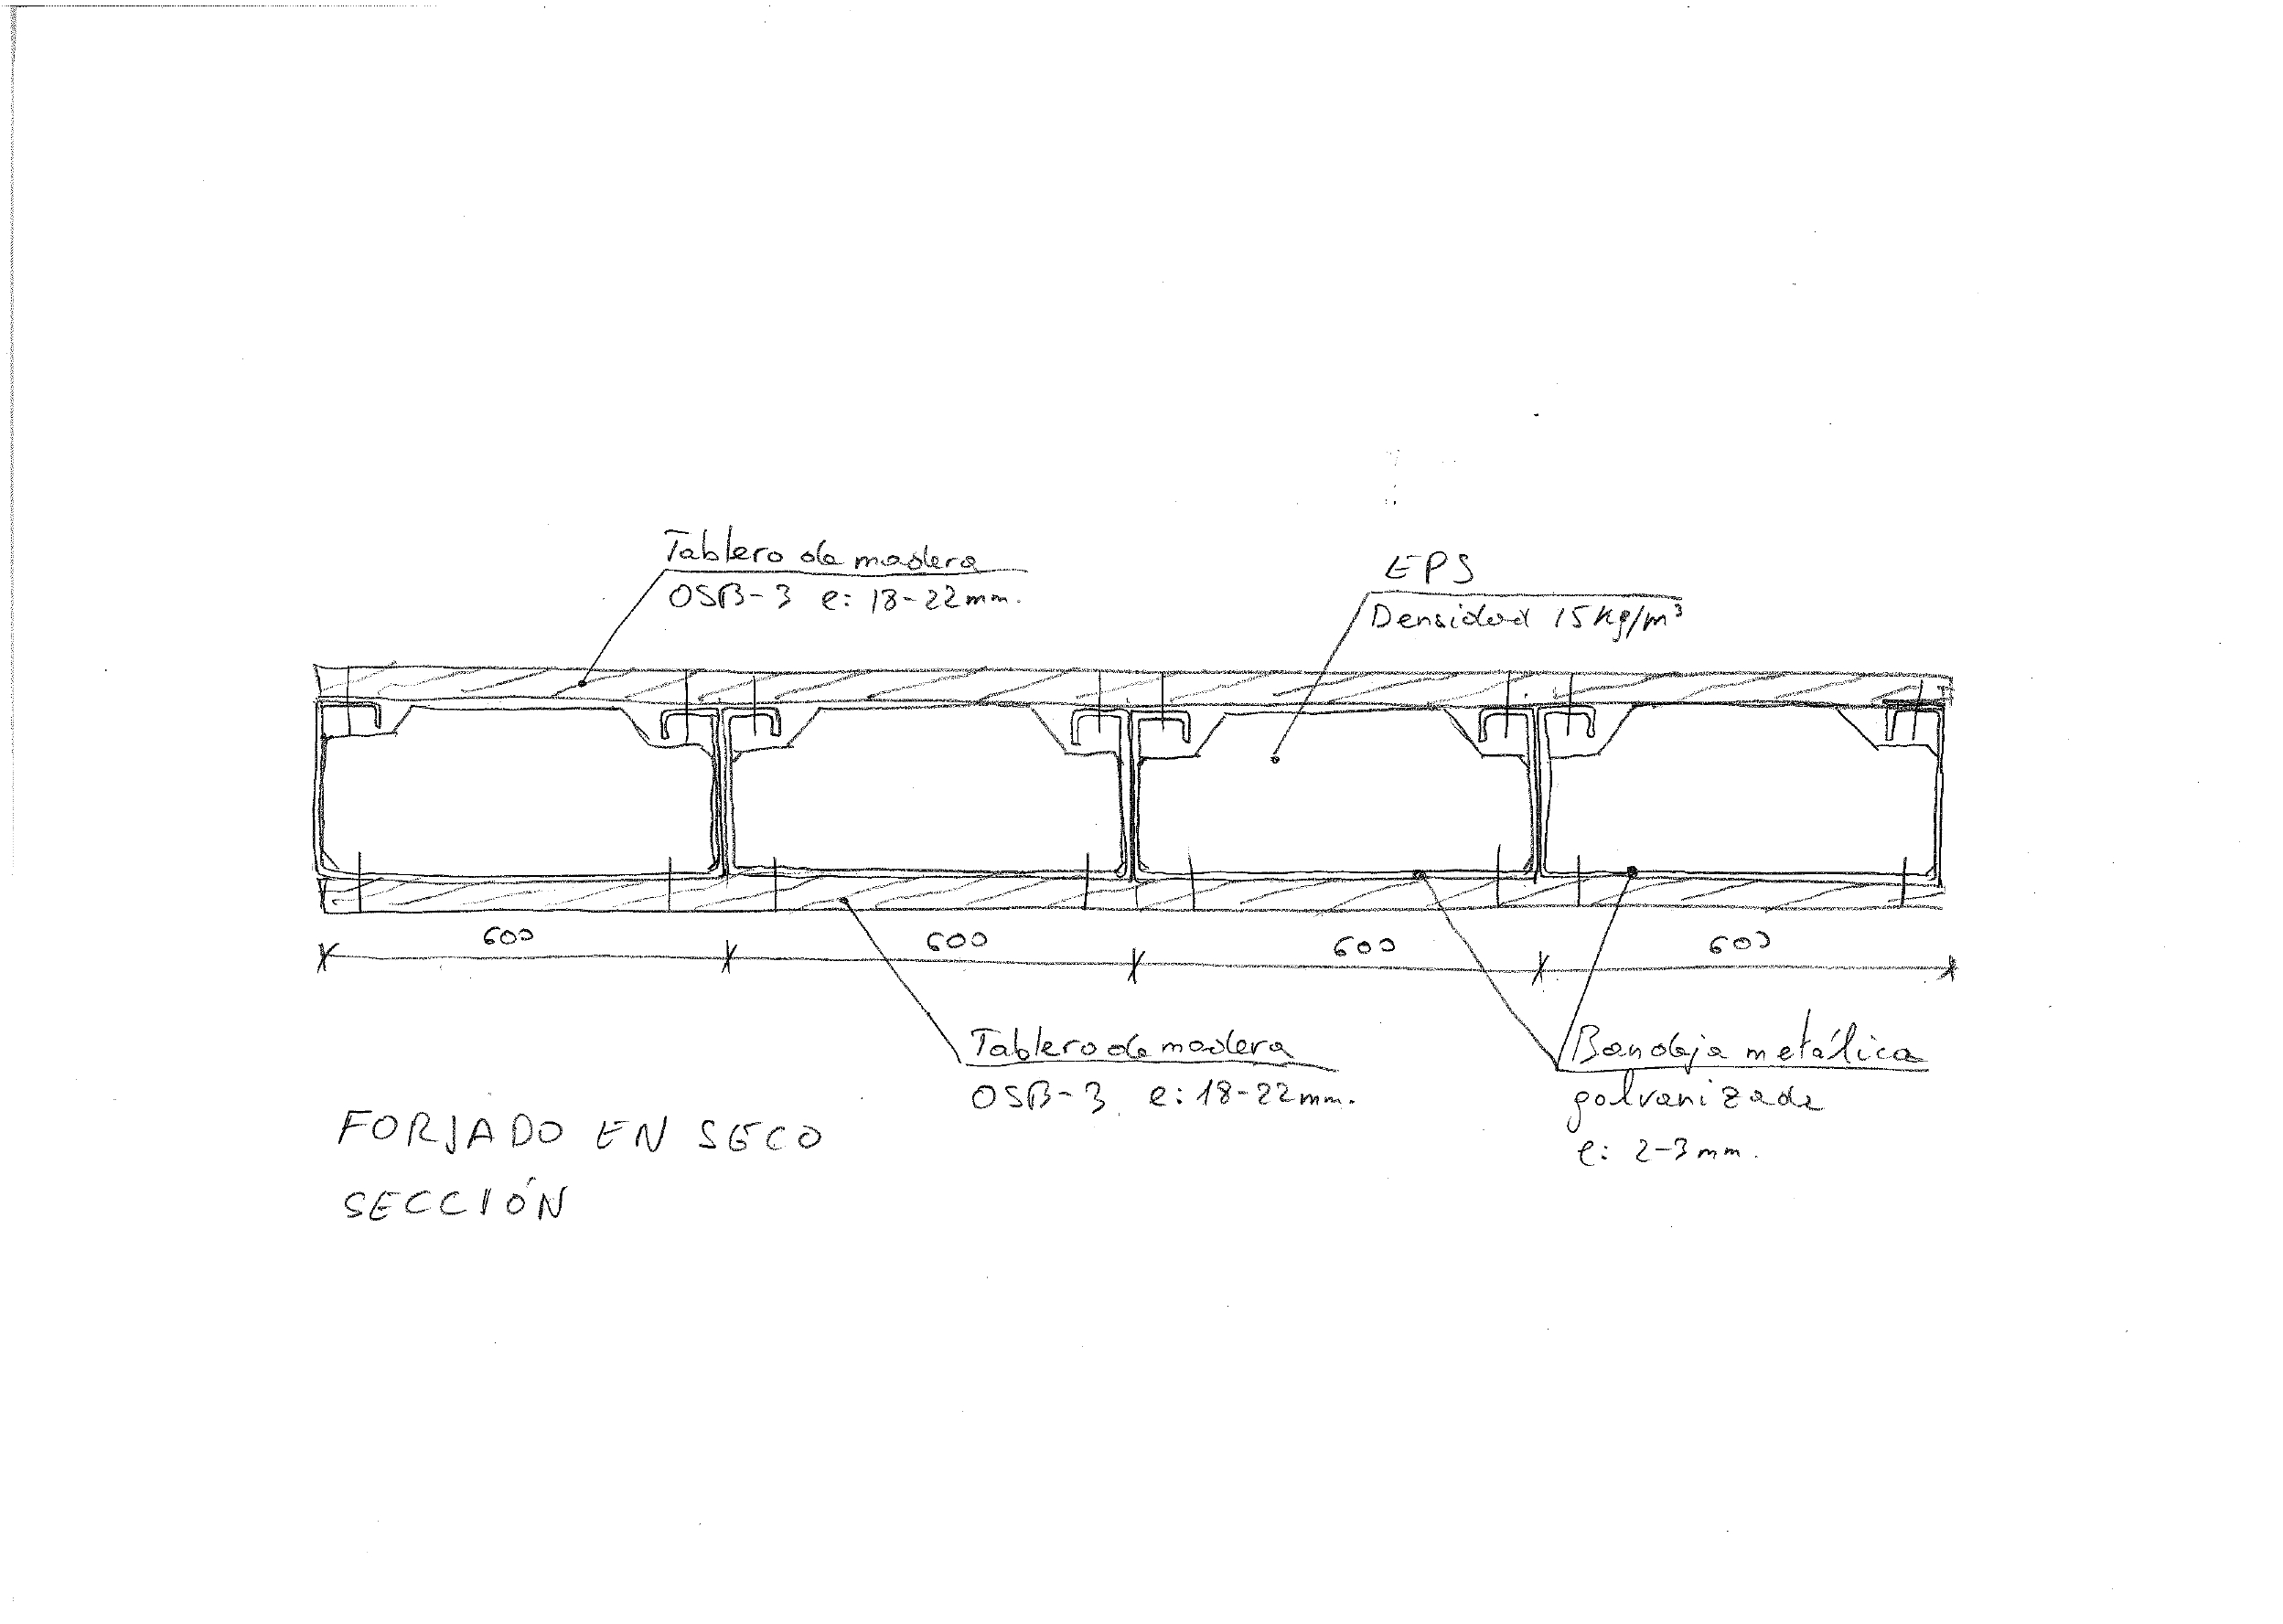 Tablero de madera
OSB-3 e: 18-22mm.
EPS
Densidad 15 kg/m³
600
600
600
600
Tablero de madera
OSB-3 e: 18-22mm.
Bandeja metálica
galvanizada
e: 2-3mm.
FORJADO EN SECO
SECCIÓN